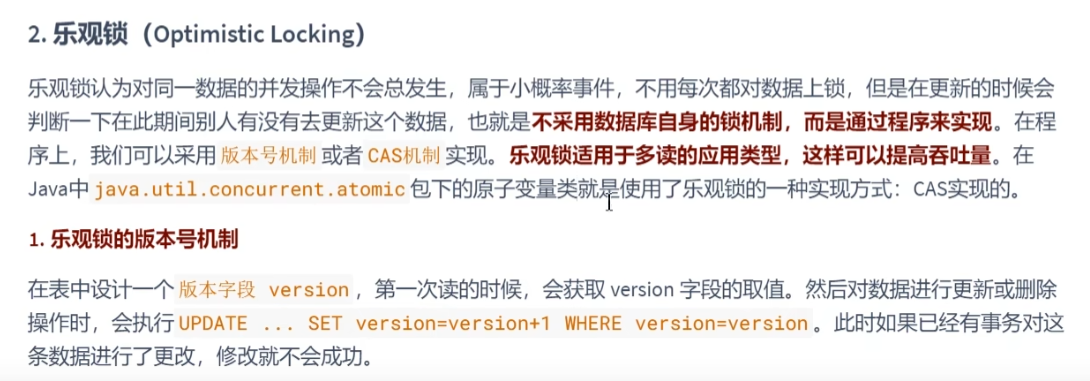 2. 乐观锁（Optimistic Locking）
乐观锁认为对同一数据的并发操作不会总发生，属于小概率事件，不用每次都对数据上锁，但是在更新的时候会
判断一下在此期间别人有没有去更新这个数据，也就是不采用数据库自身的锁机制，而是通过程序来实现。在程
序上，我们可以采用 版本号机制 或者 CAS机制 实现。乐观锁适用于多读的应用类型，这样可以提高吞吐量。在
Java中 java.util.concurrent.atomic 包下的原子变量类就是使用了乐观锁的一种实现方式：CAS实现的。
1. 乐观锁的版本号机制
在表中设计一个 版本字段 version ，第一次读的时候，会获取 version 字段的取值。然后对数据进行更新或删除
操作时，会执行 UPDATE ... SET version=version+1 WHERE version=version 。此时如果已经有事务对这
条数据进行了更改，修改就不会成功。